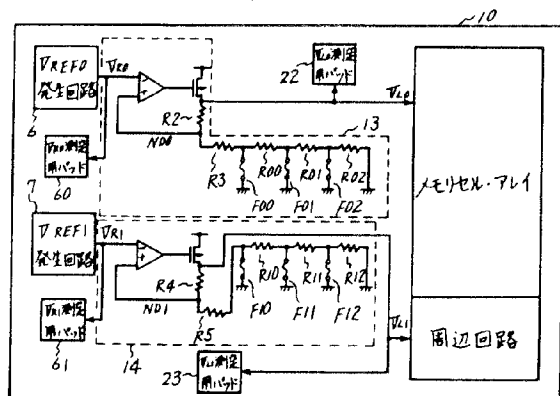 10
VREF0
発生回路
6
VR0
VR0測定
用パッド
60
R2
ND0
VL0測定
用パッド
22
VL0
13
R3
R00
R01
R02
F00
F01
F02
メモリセル・アレイ
7
VREF1
発生回路
VR1
VR1測定
用パッド
61
R4
ND1
R5
R10
R11
R12
F10
F11
F12
14
VL1測定
用パッド
23
VL1
周辺回路